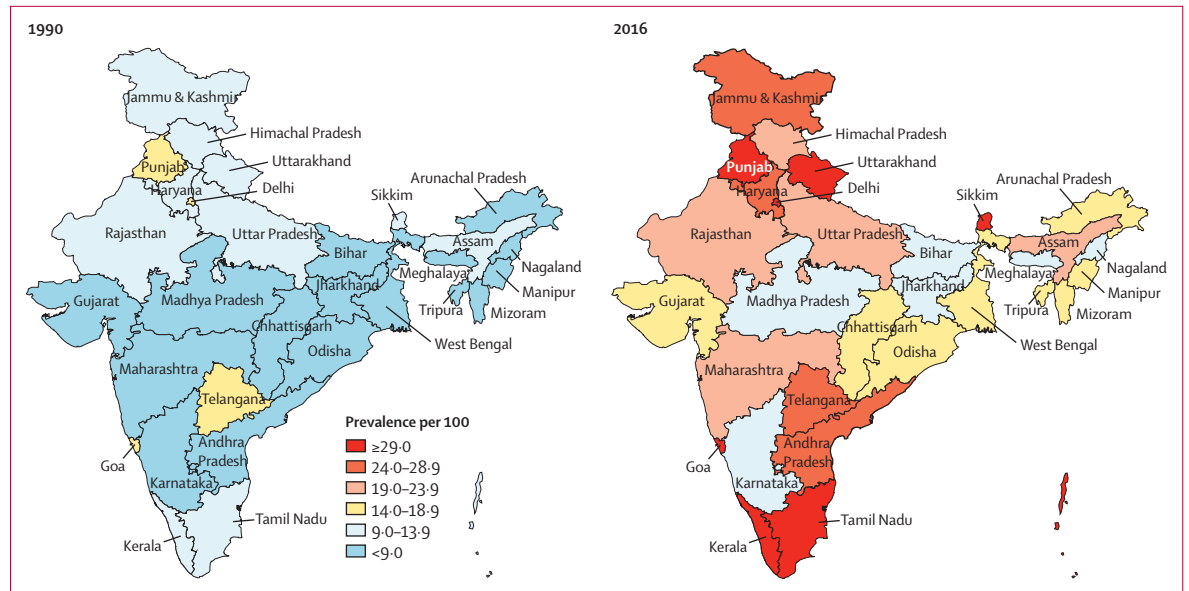 1990
Jammu & Kashmir
Himachal Pradesh
Punjab
Uttarakhand
Haryana
Delhi
Arunachal Pradesh
Sikkim
Rajasthan
Uttar Pradesh
Assam
Bihar
Nagaland
Meghalaya
Manipur
Jharkhand
Gujarat
Madhya Pradesh
Tripura
Mizoram
Chhattisgarh
West Bengal
Odisha
Maharashtra
Telangana
Goa
Andhra
Pradesh
Karnataka
Tamil Nadu
Kerala
Prevalence per 100
≥29·0
24·0–28·9
19·0–23·9
14·0–18·9
9·0–13·9
<9·0
2016
Jammu & Kashmir
Himachal Pradesh
Punjab
Uttarakhand
Haryana
Delhi
Arunachal Pradesh
Sikkim
Rajasthan
Uttar Pradesh
Assam
Bihar
Nagaland
Meghalaya
Manipur
Jharkhand
Gujarat
Madhya Pradesh
Tripura
Mizoram
Chhattisgarh
West Bengal
Odisha
Maharashtra
Telangana
Goa
Andhra
Pradesh
Karnataka
Tamil Nadu
Kerala